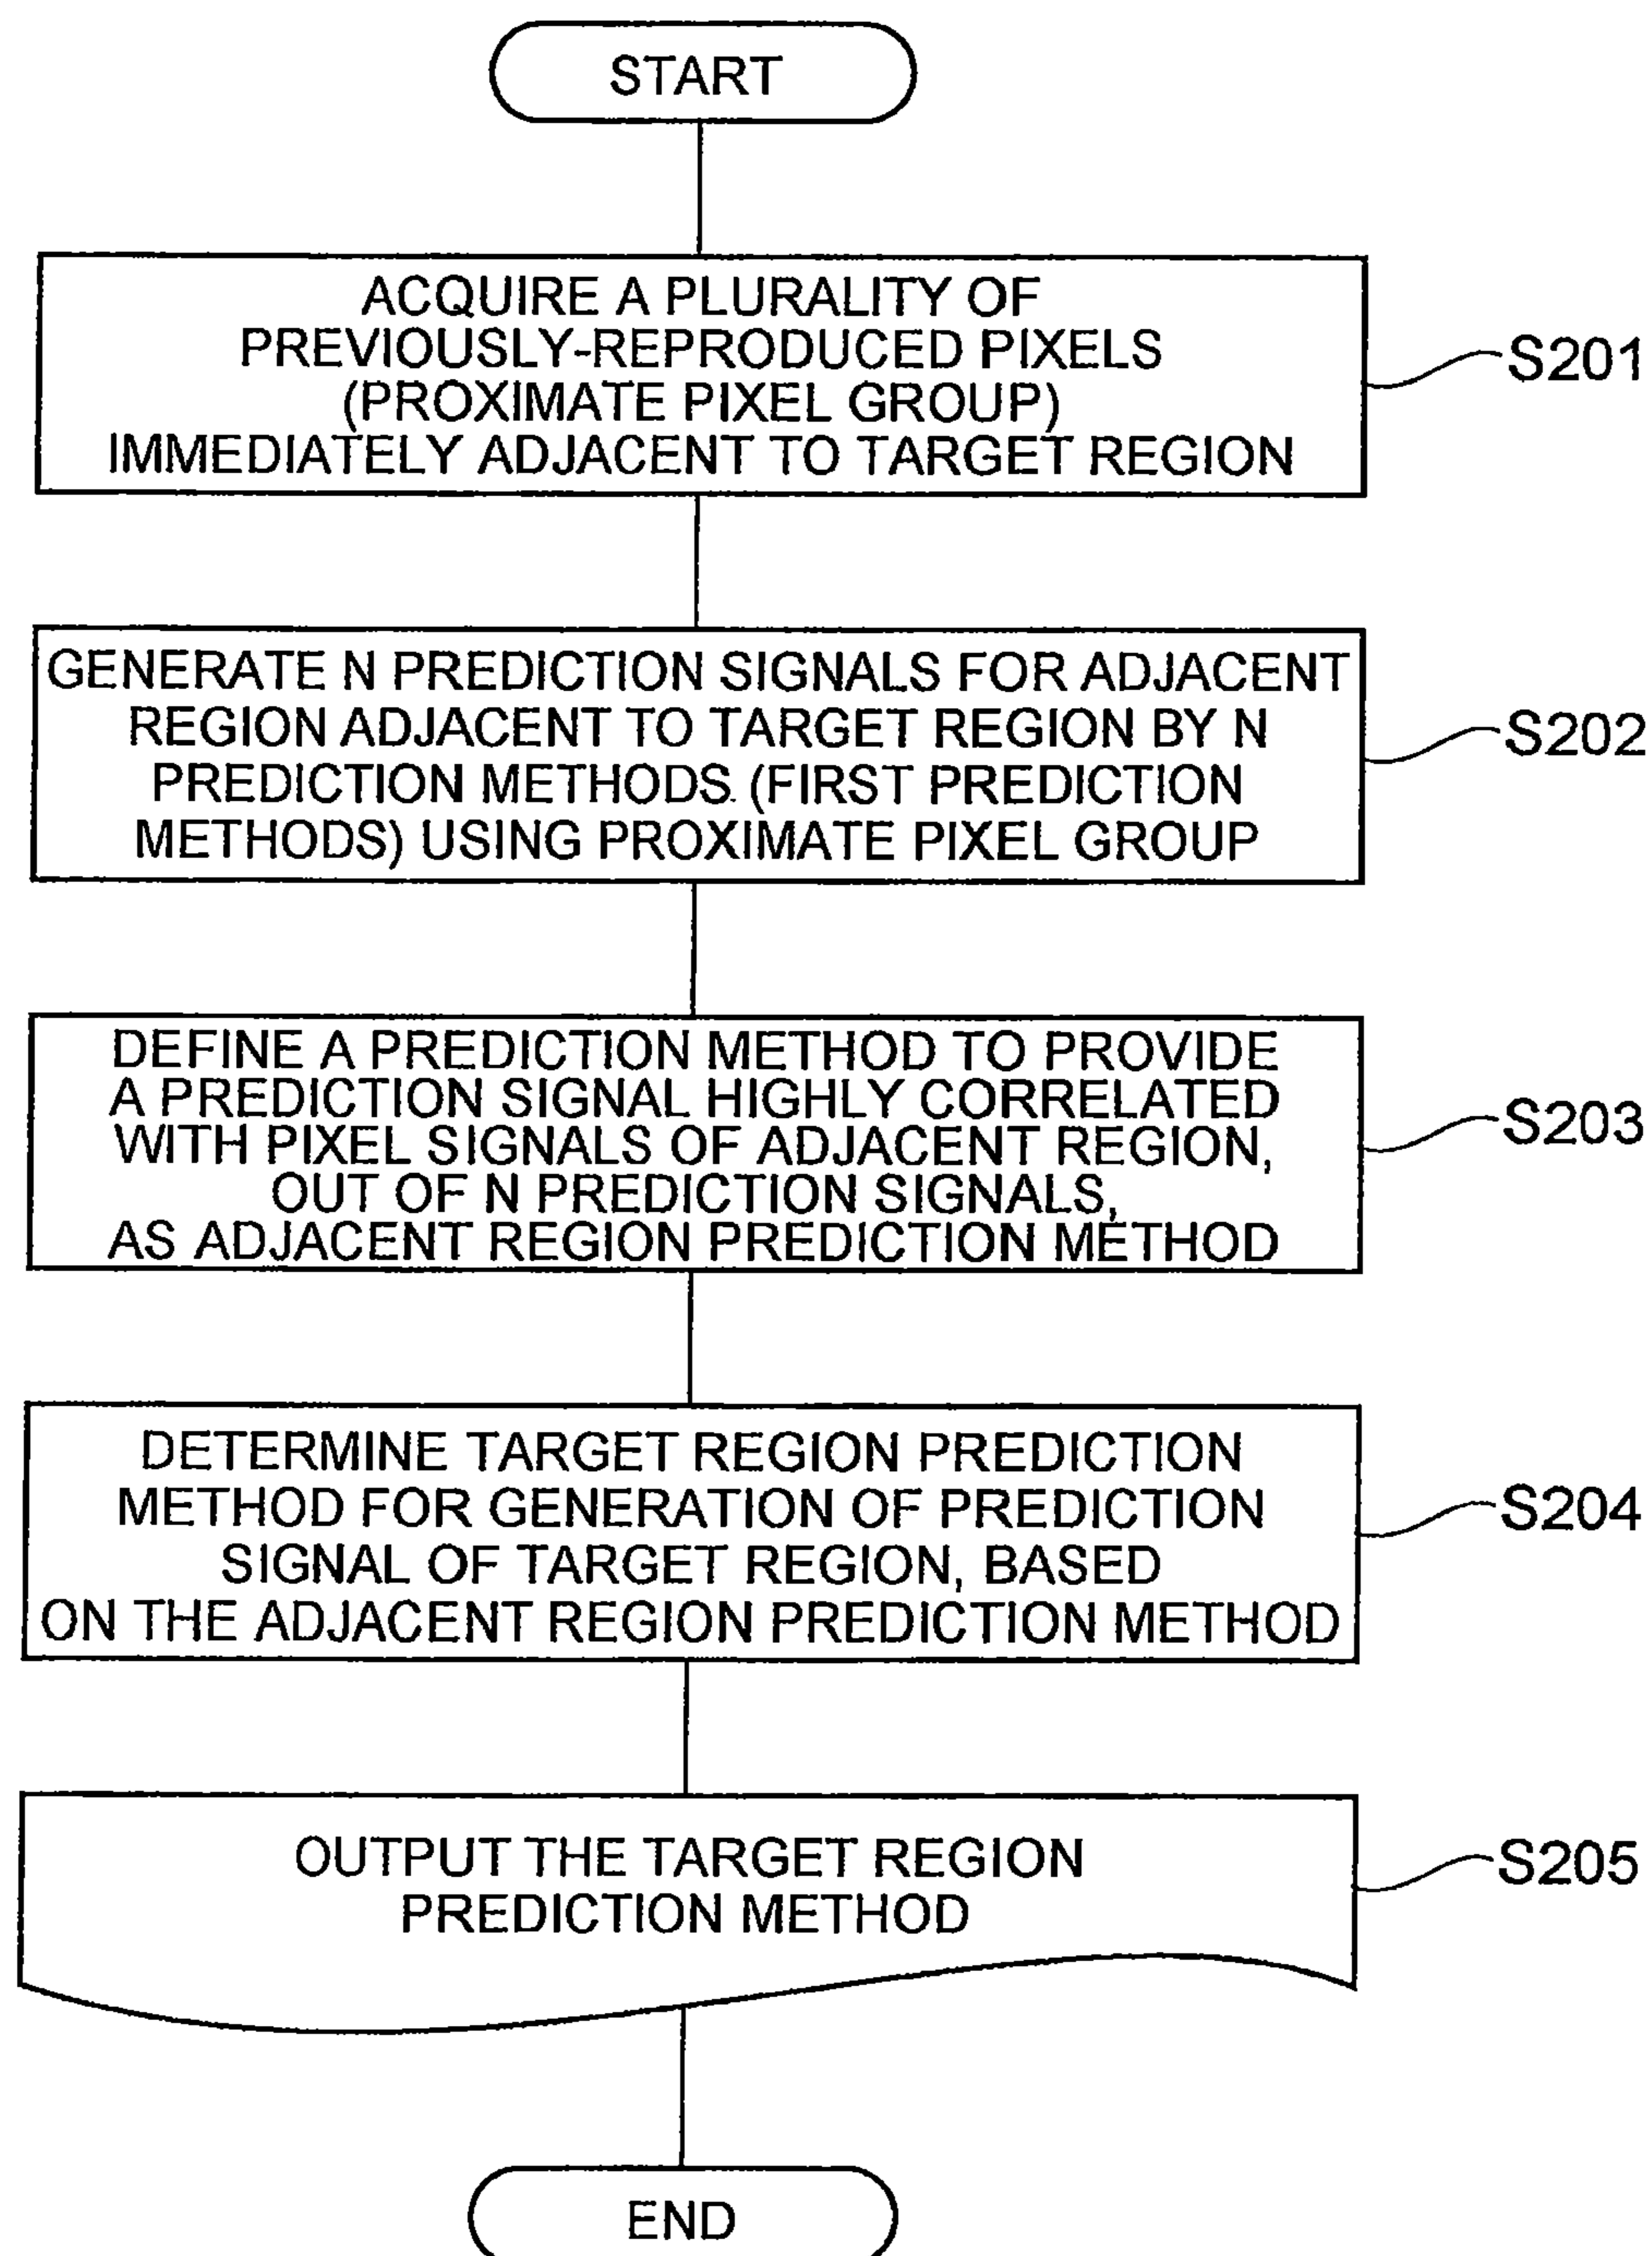 START
ACQUIRE A PLURALITY OF
PREVIOUSLY-REPRODUCED PIXELS
(PROXIMATE PIXEL GROUP)
IMMEDIATELY ADJACENT TO TARGET REGION
S201
GENERATE N PREDICTION SIGNALS FOR ADJACENT
REGION ADJACENT TO TARGET REGION BY N
PREDICTION METHODS (FIRST PREDICTION
METHODS) USING PROXIMATE PIXEL GROUP
S202
DEFINE A PREDICTION METHOD TO PROVIDE
A PREDICTION SIGNAL HIGHLY CORRELATED
WITH PIXEL SIGNALS OF ADJACENT REGION,
OUT OF N PREDICTION SIGNALS,
AS ADJACENT REGION PREDICTION METHOD
S203
DETERMINE TARGET REGION PREDICTION
METHOD FOR GENERATION OF PREDICTION
SIGNAL OF TARGET REGION, BASED
ON THE ADJACENT REGION PREDICTION METHOD
S204
OUTPUT THE TARGET REGION
PREDICTION METHOD
S205
END